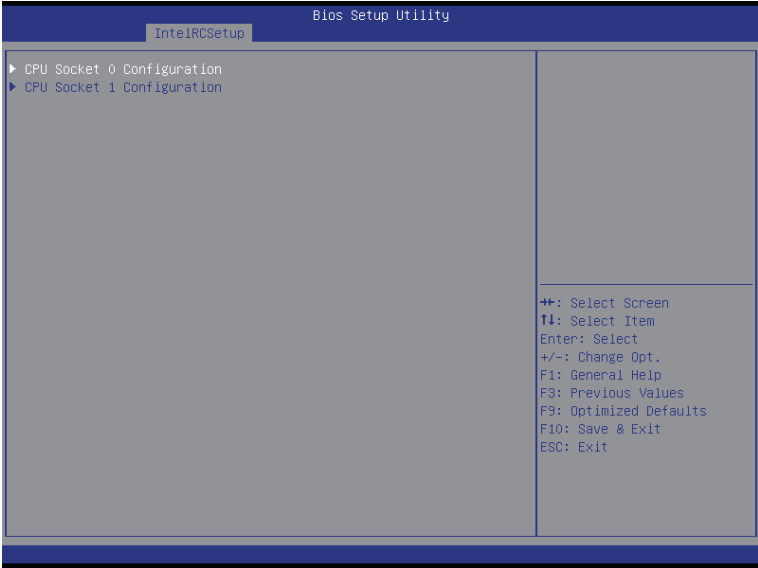 Bios Setup Utility
IntelRCSetup
CPU Socket 0 Configuration
CPU Socket 1 Configuration
→←: Select Screen
↑↓: Select Item
Enter: Select
+/-: Change Opt.
F1: General Help
F3: Previous Values
F9: Optimized Defaults
F10: Save & Exit
ESC: Exit